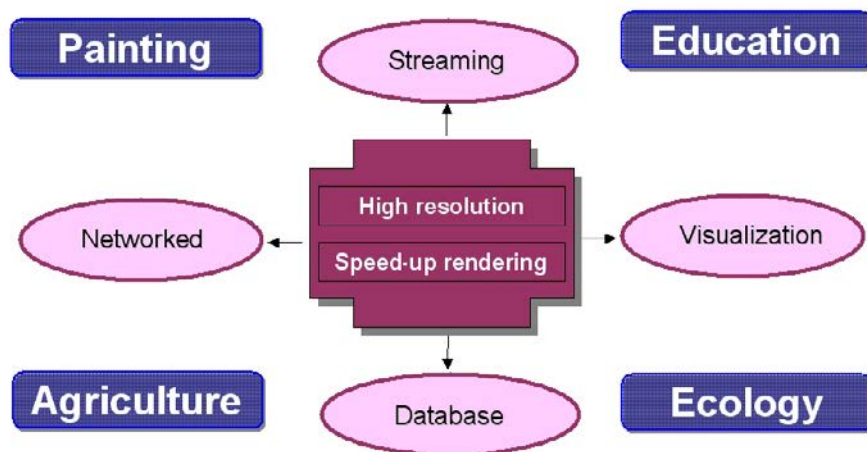 Painting
Education
Streaming
High resolution
Networked
Visualization
Speed-up rendering
Agriculture
Ecology
Database